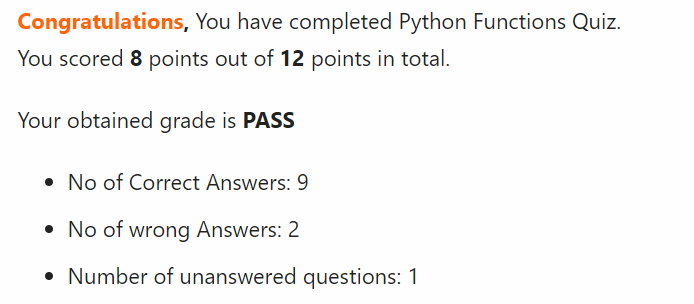 Congratulations, You have completed Python Functions Quiz.
You scored 8 points out of 12 points in total.
Your obtained grade is PASS
• No of Correct Answers: 9
• No of wrong Answers: 2
• Number of unanswered questions: 1